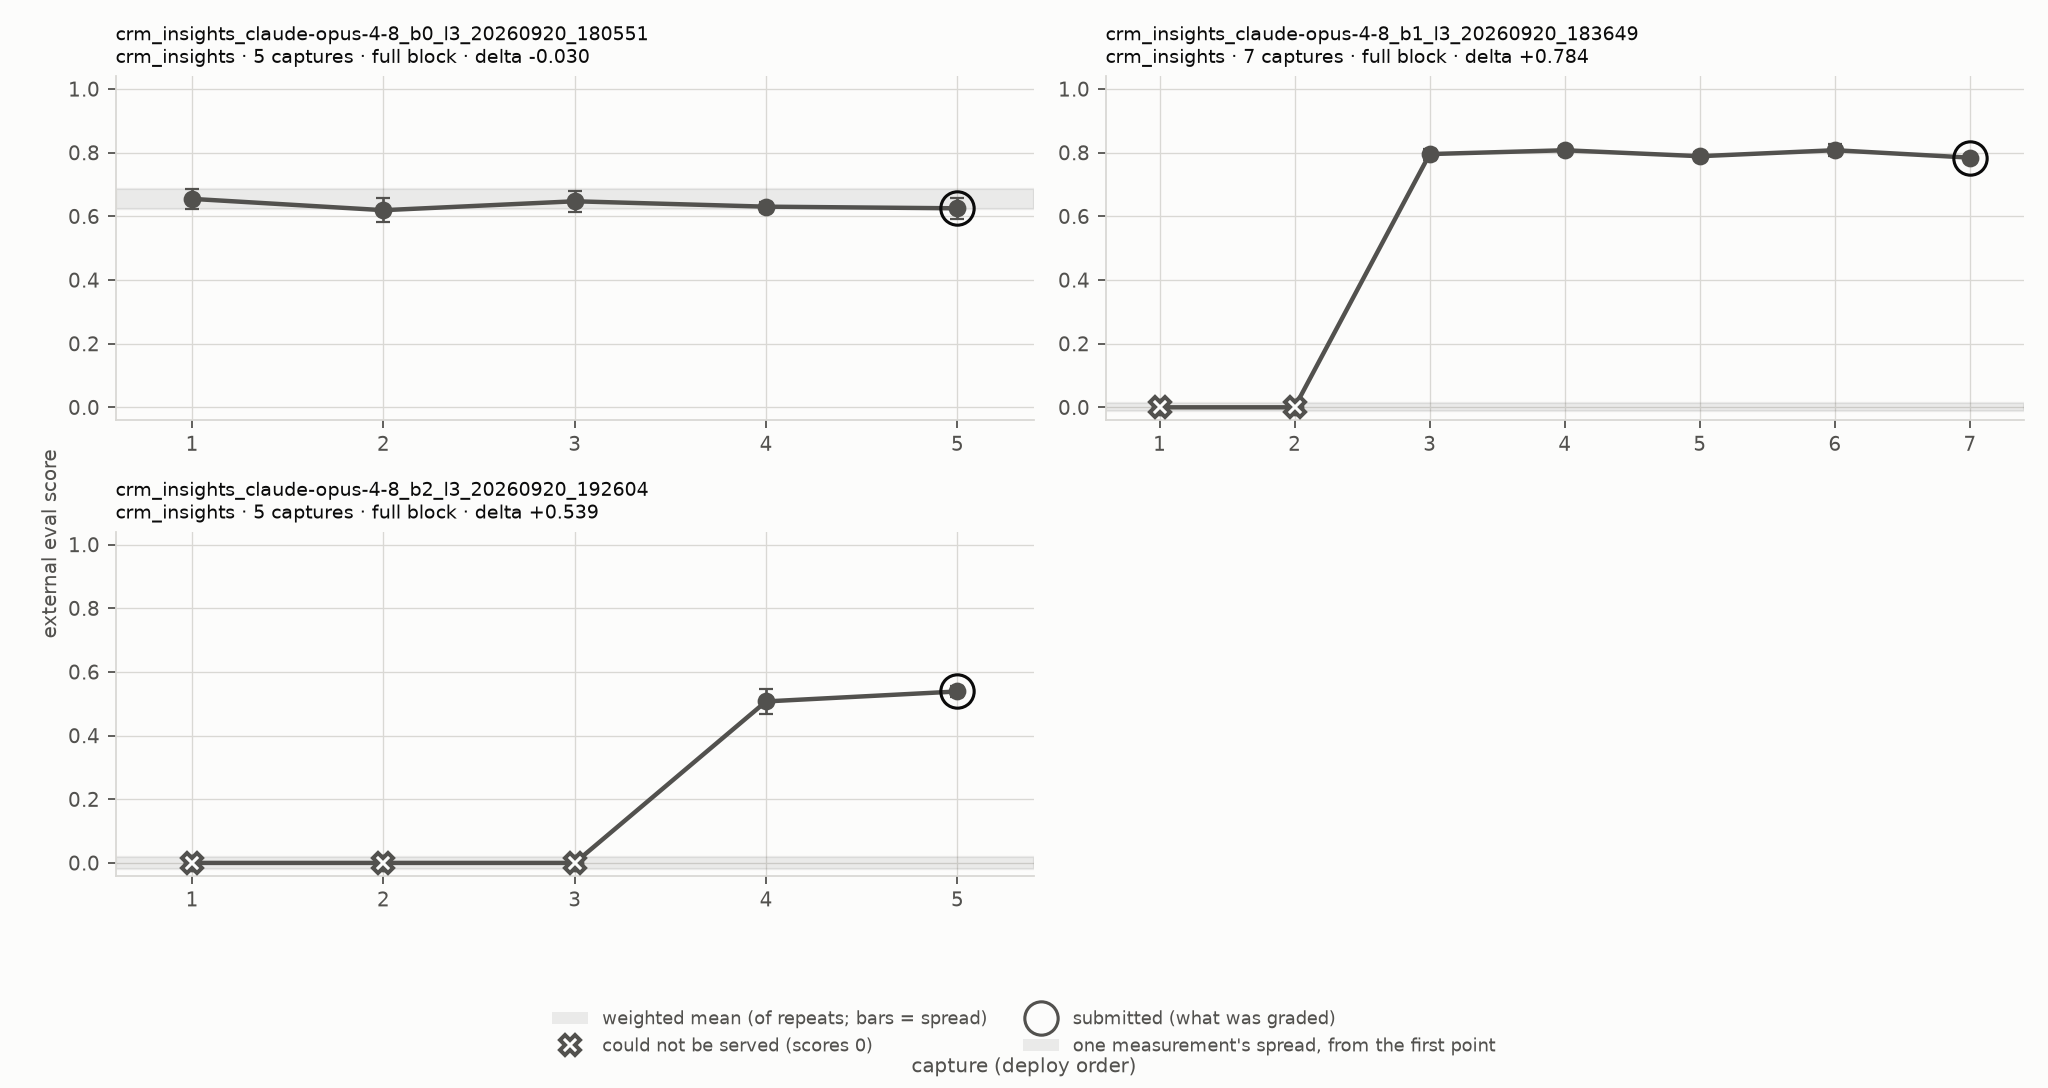 crm_insights_claude-opus-4-8_b0_l3_20260920_180551
crm_insights · 5 captures · full block · delta -0.030
1.0
0.8
0.6
0.4
0.2
0.0
1 2 3 4 5
crm_insights_claude-opus-4-8_b1_l3_20260920_183649
crm_insights · 7 captures · full block · delta +0.784
1.0
0.8
0.6
0.4
0.2
0.0
1 2 3 4 5 6 7
external eval score
crm_insights_claude-opus-4-8_b2_l3_20260920_192604
crm_insights · 5 captures · full block · delta +0.539
1.0
0.8
0.6
0.4
0.2
0.0
1 2 3 4 5
weighted mean (of repeats; bars = spread)
could not be served (scores 0)
submitted (what was graded)
one measurement's spread, from the first point
capture (deploy order)